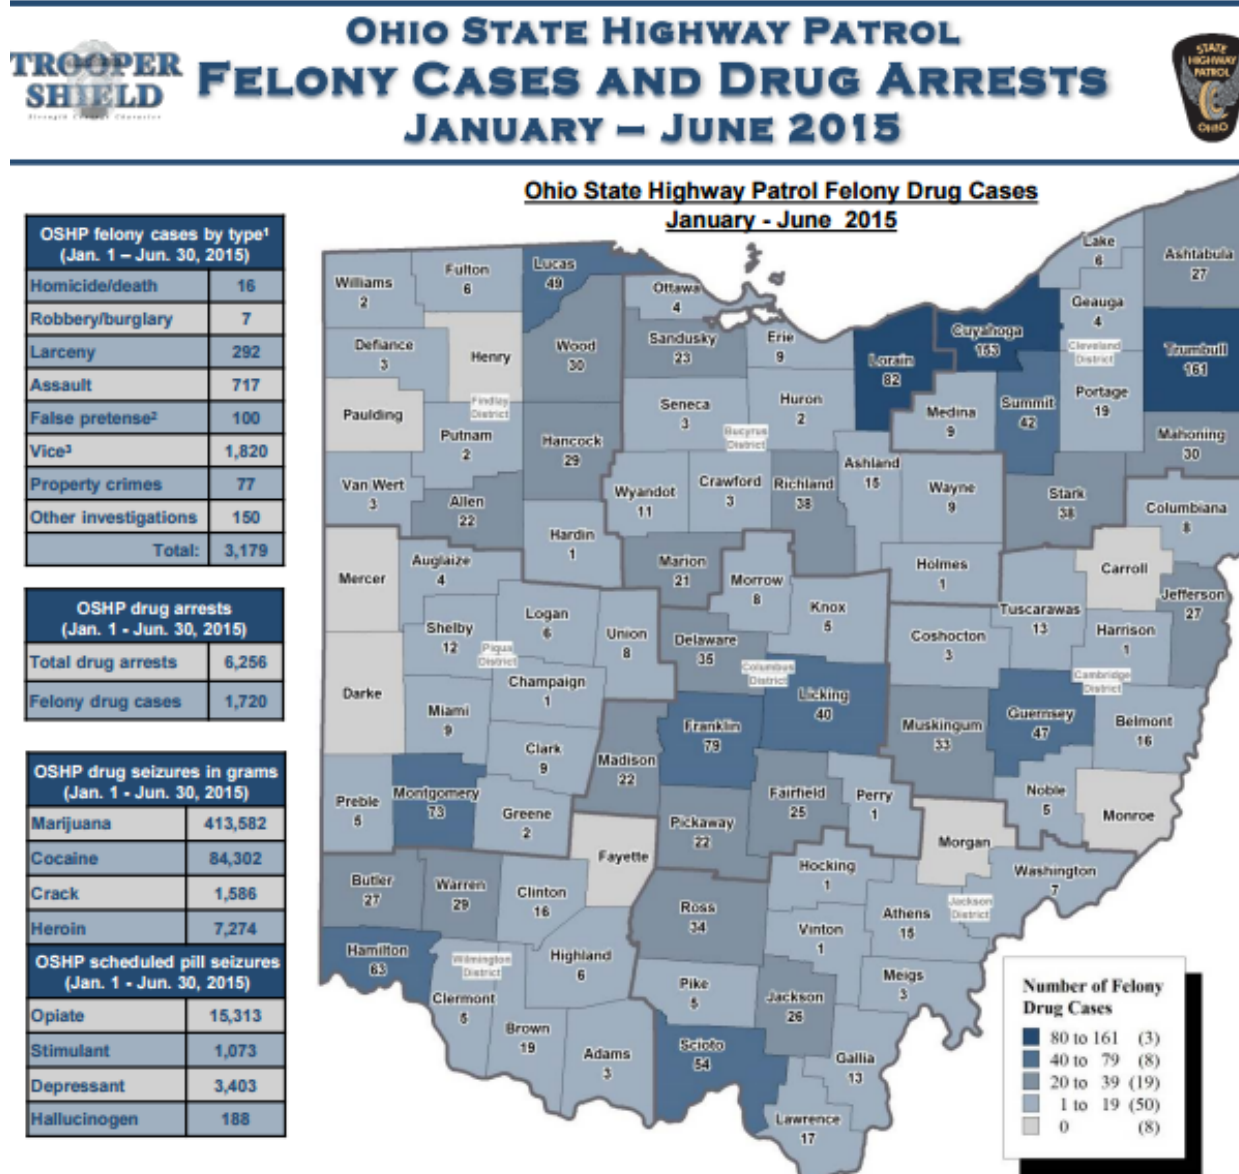 OHIO STATE HIGHWAY PATROL
FELONY CASES AND DRUG ARRESTS
JANUARY – JUNE 2015
TROOPER
SHIELD
Strength Courage Character
STATE
HIGHWAY
PATROL
OHIO
OSHP felony cases by type¹
(Jan. 1 – Jun. 30, 2015)
Homicide/death 16
Robbery/burglary 7
Larceny 292
Assault 717
False pretense² 100
Vice³ 1,820
Property crimes 77
Other investigations 150
Total: 3,179
OSHP drug arrests
(Jan. 1 - Jun. 30, 2015)
Total drug arrests 6,256
Felony drug cases 1,720
OSHP drug seizures in grams
(Jan. 1 - Jun. 30, 2015)
Marijuana 413,582
Cocaine 84,302
Crack 1,586
Heroin 7,274
OSHP scheduled pill seizures
(Jan. 1 - Jun. 30, 2015)
Opiate 15,313
Stimulant 1,073
Depressant 3,403
Hallucinogen 188
Ohio State Highway Patrol Felony Drug Cases
January - June 2015
Williams
2
Fulton
6
Lucas
49
Ottawa
4
Lake
6
Ashtabula
27
Geauga
4
Defiance
3
Henry
Wood
30
Sandusky
23
Erie
9
Lorain
82
Cuyahoga
153
Cleveland
District
Trumbull
161
Paulding
Findlay
District
Putnam
2
Hancock
29
Seneca
3
Huron
2
Bucyrus
District
Medina
9
Summit
42
Portage
19
Mahoning
30
Van Wert
3
Allen
22
Wyandot
11
Crawford
3
Richland
38
Ashland
15
Wayne
9
Stark
38
Columbiana
8
Hardin
1
Mercer
Auglaize
4
Marion
21
Morrow
8
Holmes
1
Carroll
Jefferson
27
Logan
6
Knox
5
Tuscarawas
13
Shelby
12
Piqua
District
Union
8
Delaware
35
Columbus
District
Coshocton
3
Harrison
1
Cambridge
District
Darke
Champaign
1
Licking
40
Miami
9
Franklin
79
Muskingum
33
Guernsey
47
Belmont
16
Clark
9
Madison
22
Preble
5
Montgomery
73
Greene
2
Fairfield
25
Perry
1
Noble
5
Monroe
Pickaway
22
Fayette
Morgan
Hocking
1
Washington
7
Butler
27
Warren
29
Clinton
16
Ross
34
Athens
15
Jackson
District
Vinton
1
Hamilton
63
Wilmington
District
Highland
6
Pike
5
Meigs
3
Clermont
5
Jackson
26
Brown
19
Adams
3
Scioto
54
Gallia
13
Lawrence
17
Number of Felony
Drug Cases
80 to 161 (3)
40 to 79 (8)
20 to 39 (19)
1 to 19 (50)
0 (8)